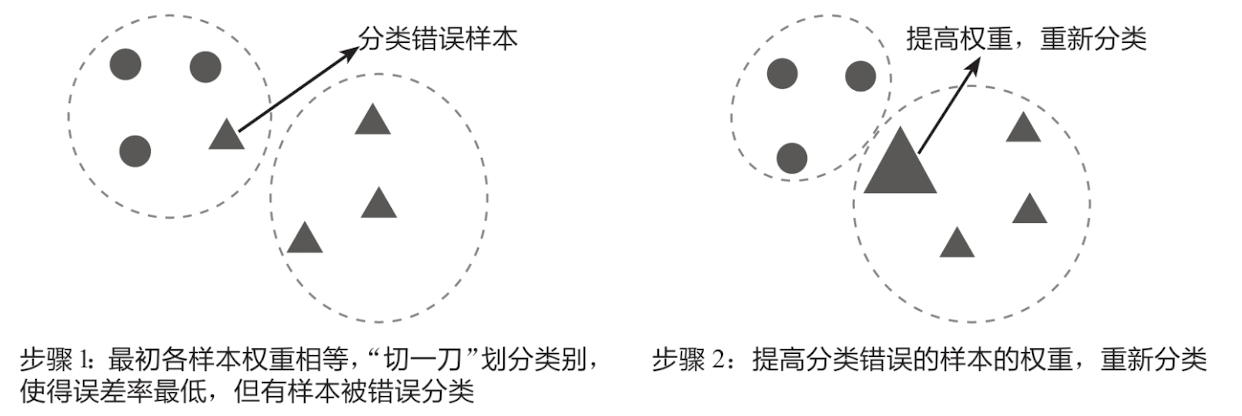 分类错误样本
提高权重，重新分类
步骤 1：最初各样本权重相等，“切一刀”划分类别，
使得误差率最低，但有样本被错误分类
步骤 2：提高分类错误的样本的权重，重新分类